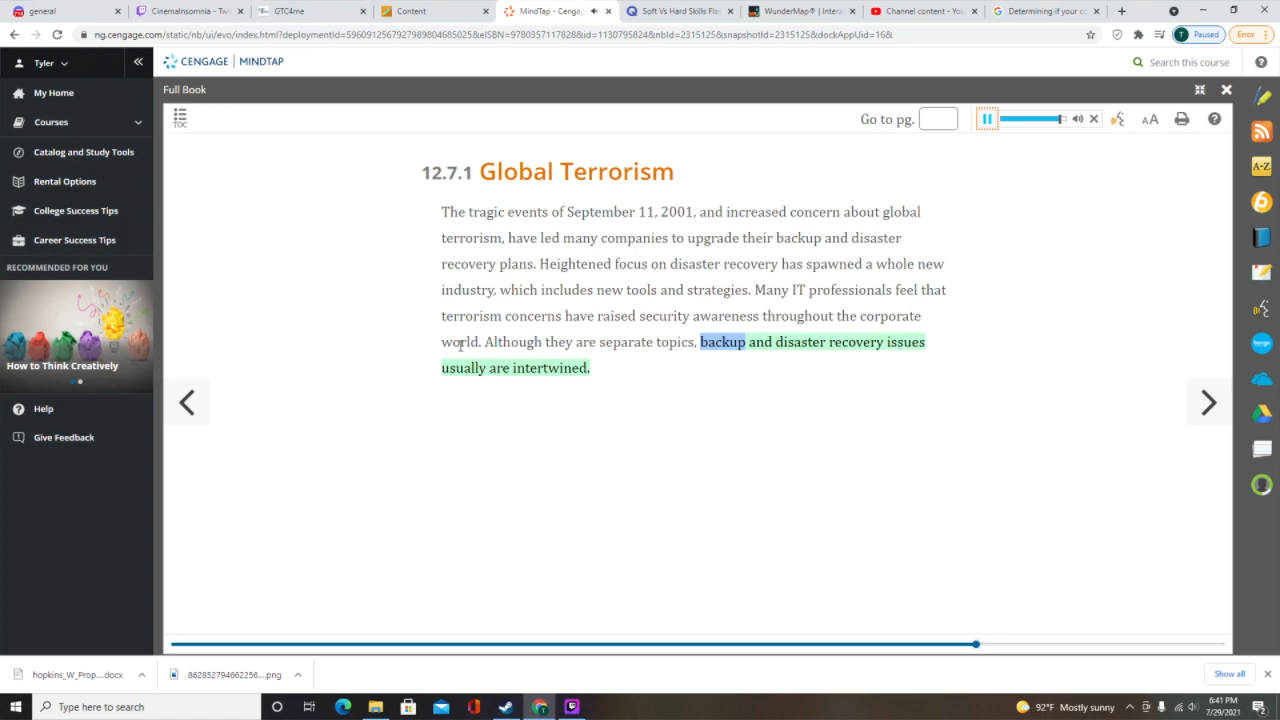 general
CinemaInsomnia - Twi
GTC4me
Content
MindTap - Cengag
Soft Vs Hard Skills Flas
WunderMap® | Intera
Channel content - You
Determining if your co
ng.cengage.com/static/nb/ui/evo/index.html?deploymentId=5960912567927989804685025&eISBN=9780357117828&id=1130795824&nbId=2315125&snapshotId=2315125&dockAppUid=16&
T Paused
Error
Tyler
CENGAGE | MINDTAP
Search this course
My Home
Courses
Catalog and Study Tools
Rental Options
College Success Tips
Career Success Tips
RECOMMENDED FOR YOU
How to Think Creatively
Help
Give Feedback
Full Book
TOC
Go to pg.
AA
A-Z
bongo
12.7.1 Global Terrorism
The tragic events of September 11, 2001, and increased concern about global
terrorism, have led many companies to upgrade their backup and disaster
recovery plans. Heightened focus on disaster recovery has spawned a whole new
industry, which includes new tools and strategies. Many IT professionals feel that
terrorism concerns have raised security awareness throughout the corporate
world. Although they are separate topics, backup and disaster recovery issues
usually are intertwined.
hopkins_W_Prop....docx
862852794662256....png
Show all
Type here to search
92°F Mostly sunny
6:41 PM
7/29/2021
2